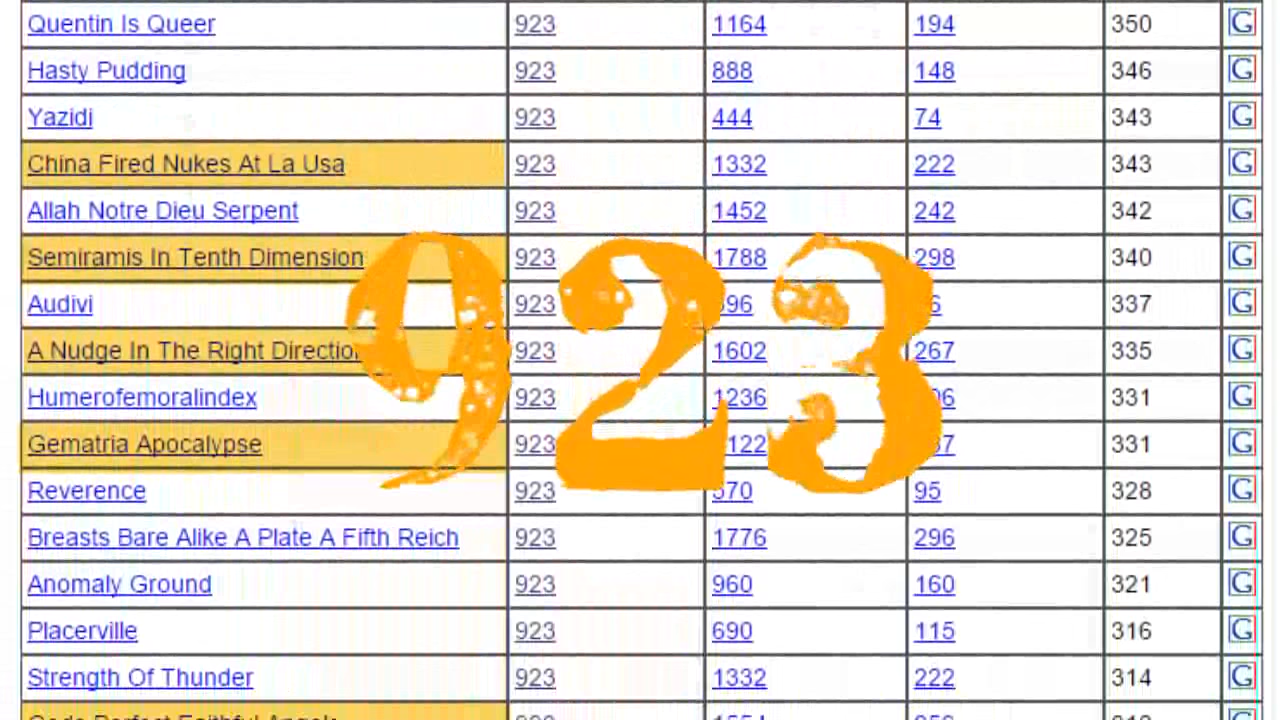 Quentin Is Queer 923 1164 194 350 G
Hasty Pudding 923 888 148 346 G
Yazidi 923 444 74 343 G
China Fired Nukes At La Usa 923 1332 222 343 G
Allah Notre Dieu Serpent 923 1452 242 342 G
Semiramis In Tenth Dimension 923 1788 298 340 G
Audivi 923 337 G
A Nudge In The Right 923 1602 267 335 G
Humerofemoralindex 923 1236 331 G
Gematria Apocalypse 923 331 G
Reverence 923 95 328 G
Breasts Bare Alike A Plate A Fifth Reich 923 1776 296 325 G
Anomaly Ground 923 960 160 321 G
Placerville 923 690 115 316 G
Strength Of Thunder 923 1332 222 314 G
923